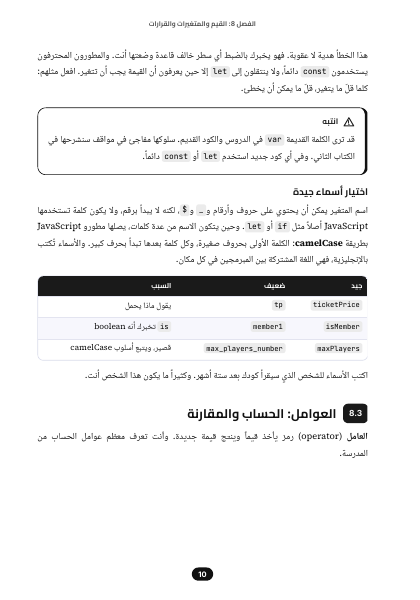 الفصل 8: القيم والمتغيرات والقرارات
هذا الخطأ هدية لا عقوبة. فهو يخبرك بالضبط أي سطر خالف قاعدة وضعتها أنت. والمطورون المحترفون
يستخدمون const دائماً، ولا ينتقلون إلى let إلا حين يعرفون أن القيمة يجب أن تتغير. افعل مثلهم:
كلما قلّ ما يتغير، قلّ ما يمكن أن يخطئ.
انتبه
قد ترى الكلمة القديمة var في الدروس والكود القديم. سلوكها مفاجئ في مواقف سنشرحها في
الكتاب الثاني. وفي أي كود جديد استخدم let أو const دائماً.
اختيار أسماء جيدة
اسم المتغير يمكن أن يحتوي على حروف وأرقام و _ و $، لكنه لا يبدأ برقم، ولا يكون كلمة تستخدمها
JavaScript أصلاً مثل if أو let. وحين يتكون الاسم من عدة كلمات، يصلها مطورو JavaScript
بطريقة camelCase: الكلمة الأولى بحروف صغيرة، وكل كلمة بعدها تبدأ بحرف كبير. والأسماء تُكتب
بالإنجليزية، فهي اللغة المشتركة بين المبرمجين في كل مكان.
جيد ضعيف السبب
ticketPrice tp يقول ماذا يحمل
isMember member1 is تخبرك أنه boolean
maxPlayers max_players_number قصير، ويتبع أسلوب camelCase
اكتب الأسماء للشخص الذي سيقرأ كودك بعد ستة أشهر. وكثيراً ما يكون هذا الشخص أنت.
8.3 العوامل: الحساب والمقارنة
العامل (operator) رمز يأخذ قيماً وينتج قيمة جديدة. وأنت تعرف معظم عوامل الحساب من
المدرسة.
10